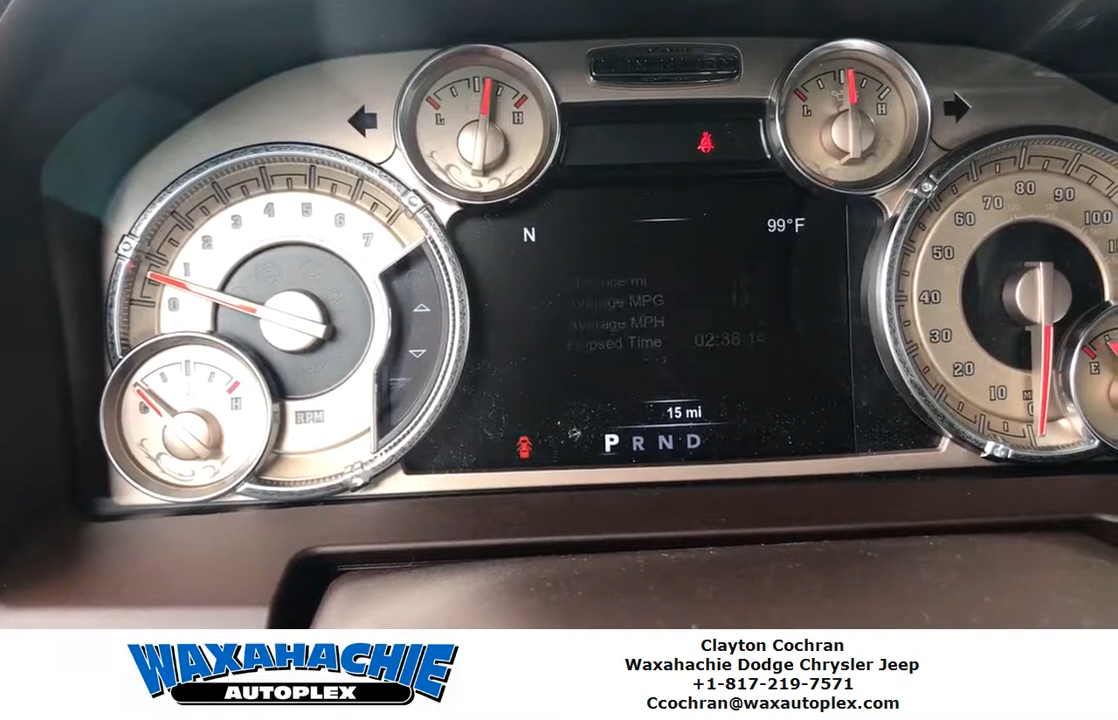 L H
L H
1 2 3 4 5 6 7
0
RPM
C H
N 99°F
Average MPG
Average MPH
Elapsed Time 02:38
15 mi
P R N D
10 20 30 40 50 60 70 80 90 100
E
WAXAHACHIE
AUTOPLEX
Clayton Cochran
Waxahachie Dodge Chrysler Jeep
+1-817-219-7571
Ccochran@waxautoplex.com